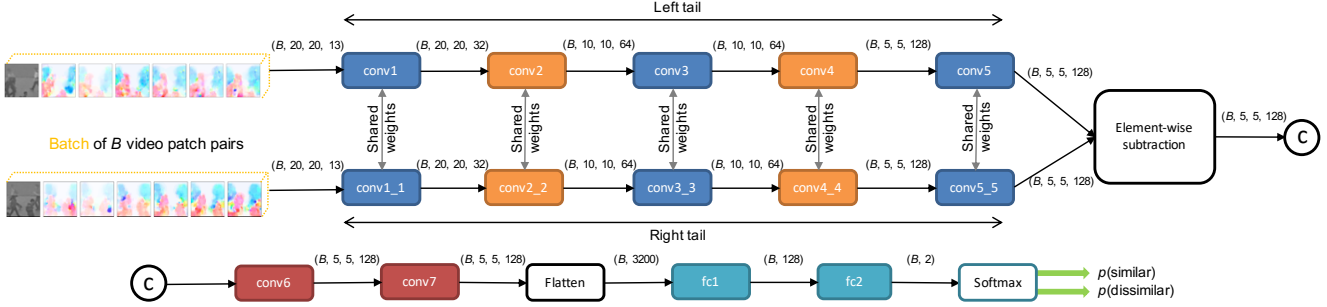 Left tail
(B, 20, 20, 13) (B, 20, 20, 32) (B, 10, 10, 64) (B, 10, 10, 64) (B, 5, 5, 128)
conv1 conv2 conv3 conv4 conv5
(B, 5, 5, 128)
Shared weights Shared weights Shared weights Shared weights Shared weights
Batch of B video patch pairs
Element-wise
subtraction
(B, 5, 5, 128)
C
(B, 20, 20, 13) (B, 20, 20, 32) (B, 10, 10, 64) (B, 10, 10, 64) (B, 5, 5, 128)
conv1_1 conv2_2 conv3_3 conv4_4 conv5_5
(B, 5, 5, 128)
Right tail
(B, 5, 5, 128) (B, 5, 5, 128) (B, 3200) (B, 128) (B, 2)
C conv6 conv7 Flatten fc1 fc2 Softmax
p(similar)
p(dissimilar)